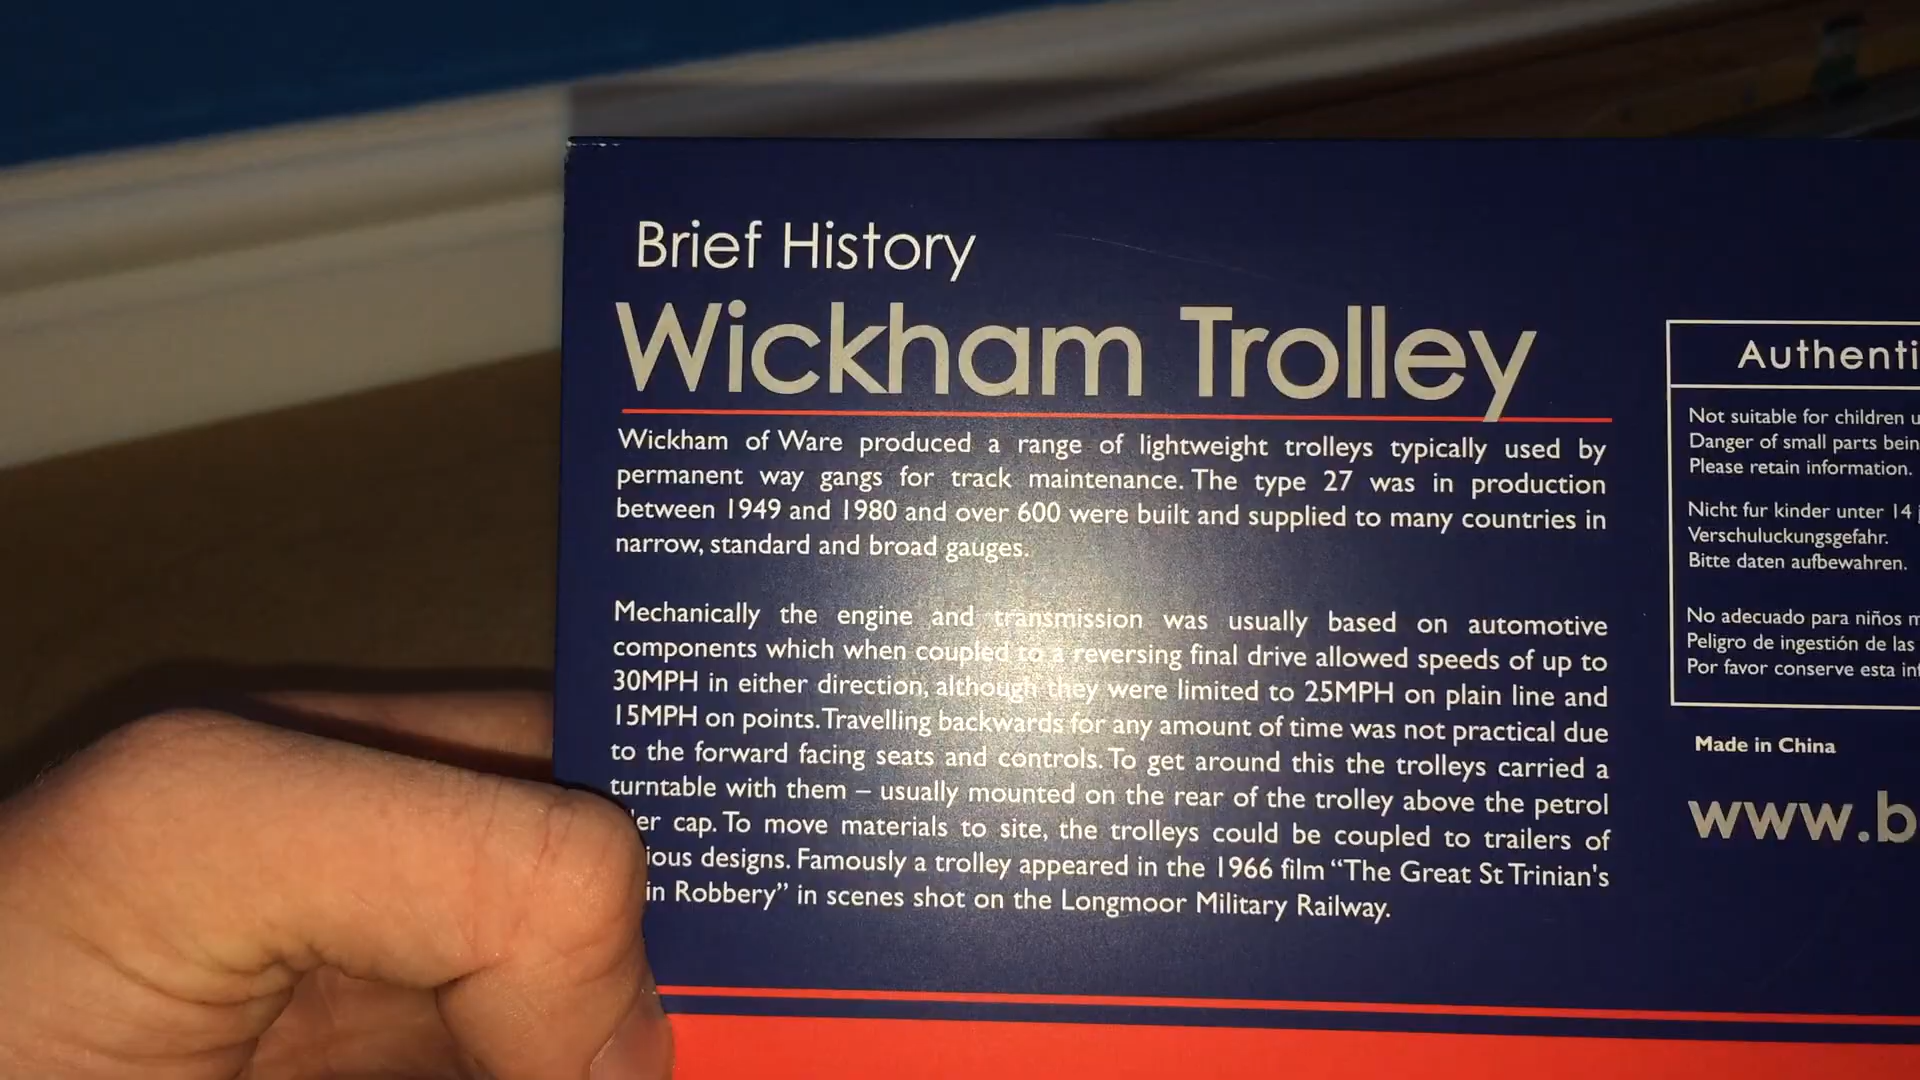 Brief History
Wickham Trolley
Wickham of Ware produced a range of lightweight trolleys typically used by
permanent way gangs for track maintenance. The type 27 was in production
between 1949 and 1980 and over 600 were built and supplied to many countries in
narrow, standard and broad gauges.
Mechanically the engine and transmission was usually based on automotive
components which when coupled to a reversing final drive allowed speeds of up to
30MPH in either direction, although they were limited to 25MPH on plain line and
15MPH on points. Travelling backwards for any amount of time was not practical due
to the forward facing seats and controls. To get around this the trolleys carried a
turntable with them – usually mounted on the rear of the trolley above the petrol
cap. To move materials to site, the trolleys could be coupled to trailers of
designs. Famously a trolley appeared in the 1966 film “The Great St Trinian's
Robbery” in scenes shot on the Longmoor Military Railway.
Authenti
Not suitable for children u
Danger of small parts bein
Please retain information.
Nicht fur kinder unter 14 j
Verschuluckungsgefahr.
Bitte daten aufbewahren.
No adecuado para niños m
Peligro de ingestión de las
Por favor conserve esta inf
Made in China
www.b